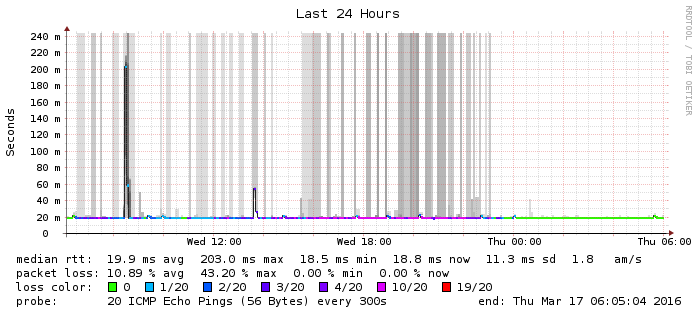 Last 24 Hours
RRDTOOL / TOBI OETIKER
Seconds
240 m
220 m
200 m
180 m
160 m
140 m
120 m
100 m
80 m
60 m
40 m
20 m
0
Wed 12:00 Wed 18:00 Thu 00:00 Thu 06:00
median rtt: 19.9 ms avg 203.0 ms max 18.5 ms min 18.8 ms now 11.3 ms sd 1.8 am/s
packet loss: 10.89 % avg 43.20 % max 0.00 % min 0.00 % now
loss color: 0 1/20 2/20 3/20 4/20 10/20 19/20
probe: 20 ICMP Echo Pings (56 Bytes) every 300s end: Thu Mar 17 06:05:04 2016